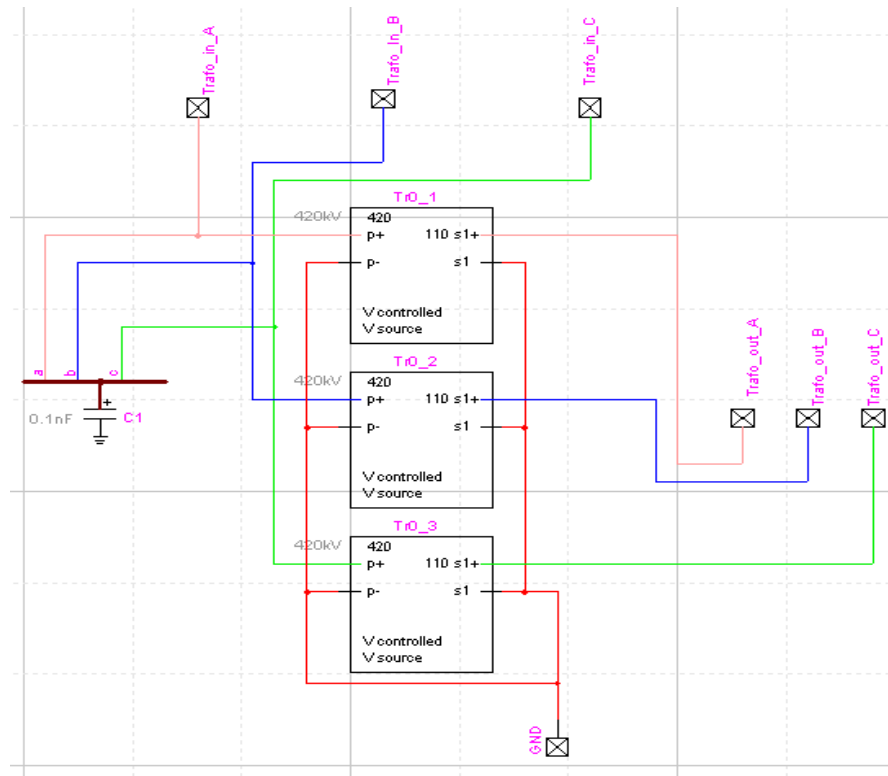 Trafo_in_A
Trafo_In_B
Trafo_in_C
Tr0_1
420kV
420
p+
110 s1+
p-
s1
V controlled
V source
Tr0_2
420kV
420
p+
110 s1+
p-
s1
V controlled
V source
Tr0_3
420kV
420
p+
110 s1+
p-
s1
V controlled
V source
a
b
c
+
0.1nF
C1
Trafo_out_A
Trafo_out_B
Trafo_out_C
GND